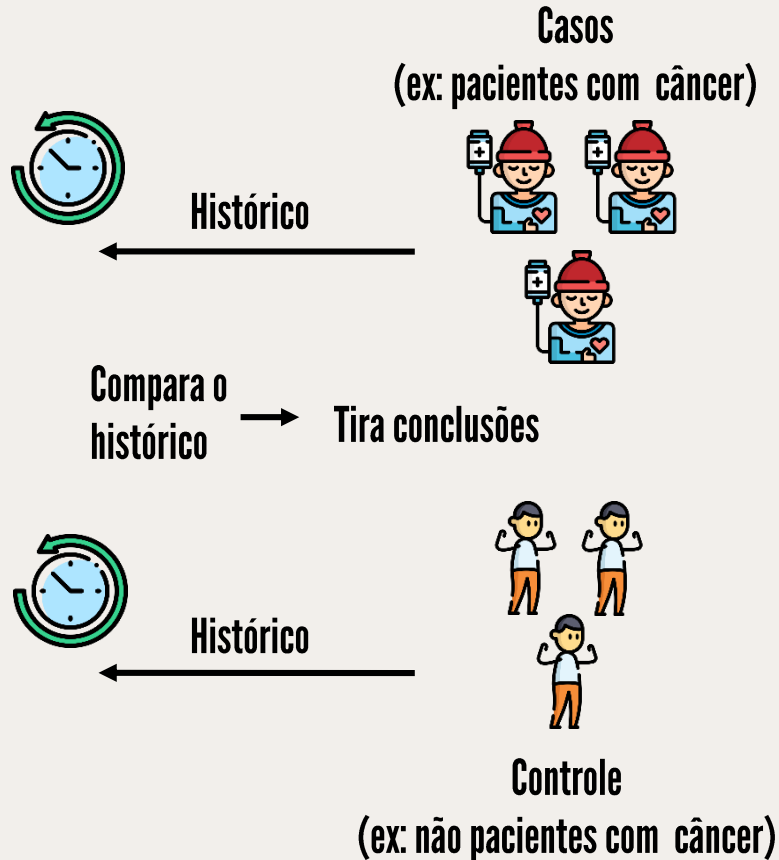 Casos
(ex: pacientes com câncer)
Histórico
Compara o
histórico
Tira conclusões
Histórico
Controle
(ex: não pacientes com câncer)